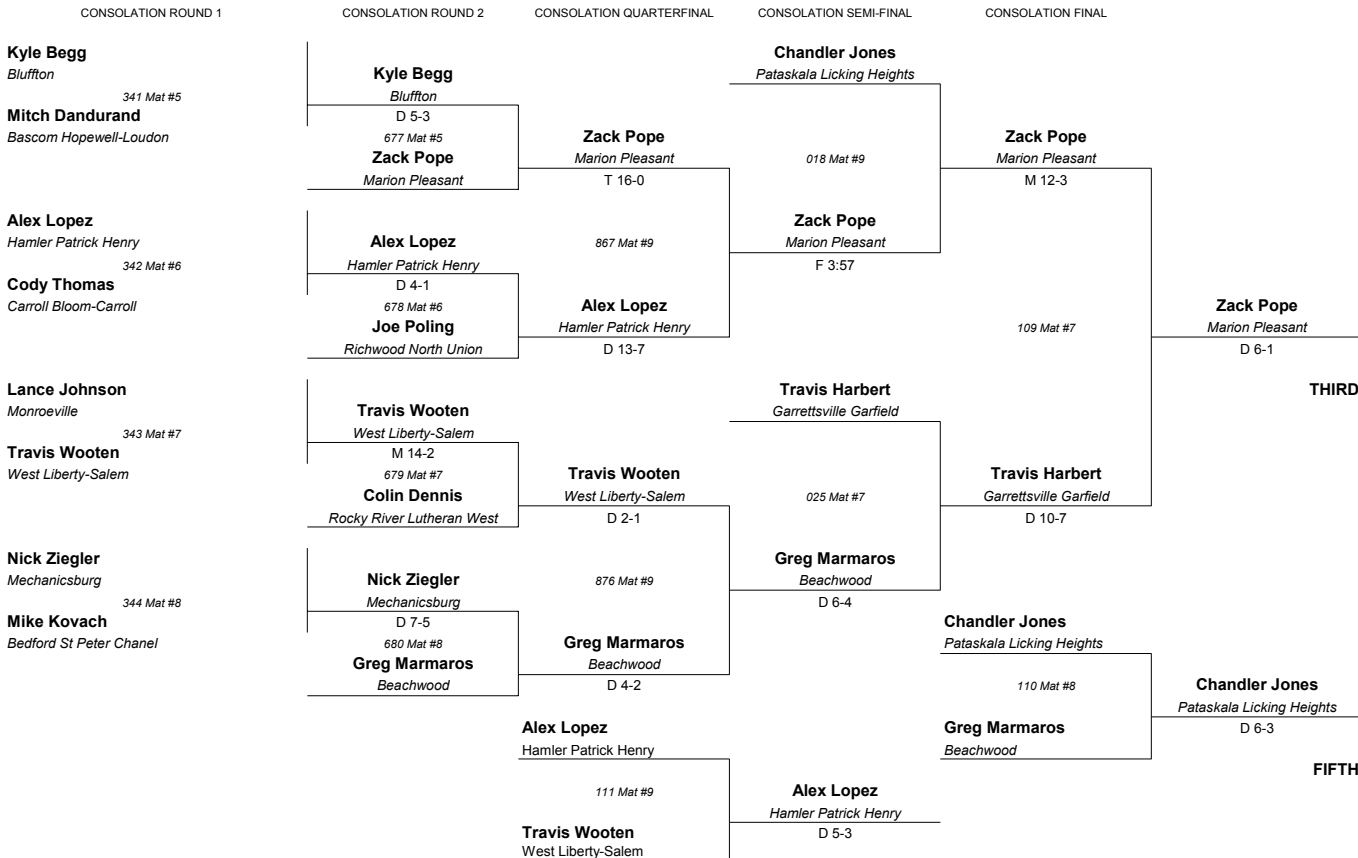 CONSOLATION ROUND 1
CONSOLATION ROUND 2
CONSOLATION QUARTERFINAL
CONSOLATION SEMI-FINAL
CONSOLATION FINAL
Kyle Begg
Bluffton
341 Mat #5
Mitch Dandurand
Bascom Hopewell-Loudon
Alex Lopez
Hamler Patrick Henry
342 Mat #6
Cody Thomas
Carroll Bloom-Carroll
Lance Johnson
Monroeville
343 Mat #7
Travis Wooten
West Liberty-Salem
Nick Ziegler
Mechanicsburg
344 Mat #8
Mike Kovach
Bedford St Peter Chanel
Kyle Begg
Bluffton
D 5-3
677 Mat #5
Zack Pope
Marion Pleasant
Alex Lopez
Hamler Patrick Henry
D 4-1
678 Mat #6
Joe Poling
Richwood North Union
Travis Wooten
West Liberty-Salem
M 14-2
679 Mat #7
Colin Dennis
Rocky River Lutheran West
Nick Ziegler
Mechanicsburg
D 7-5
680 Mat #8
Greg Marmaros
Beachwood
Zack Pope
Marion Pleasant
T 16-0
867 Mat #9
Alex Lopez
Hamler Patrick Henry
D 13-7
Travis Wooten
West Liberty-Salem
D 2-1
876 Mat #9
Greg Marmaros
Beachwood
D 4-2
Alex Lopez
Hamler Patrick Henry
111 Mat #9
Travis Wooten
West Liberty-Salem
Chandler Jones
Pataskala Licking Heights
018 Mat #9
Zack Pope
Marion Pleasant
F 3:57
Travis Harbert
Garrettsville Garfield
025 Mat #7
Greg Marmaros
Beachwood
D 6-4
Alex Lopez
Hamler Patrick Henry
D 5-3
Zack Pope
Marion Pleasant
M 12-3
109 Mat #7
Travis Harbert
Garrettsville Garfield
D 10-7
Chandler Jones
Pataskala Licking Heights
110 Mat #8
Greg Marmaros
Beachwood
Zack Pope
Marion Pleasant
D 6-1
THIRD
Chandler Jones
Pataskala Licking Heights
D 6-3
FIFTH